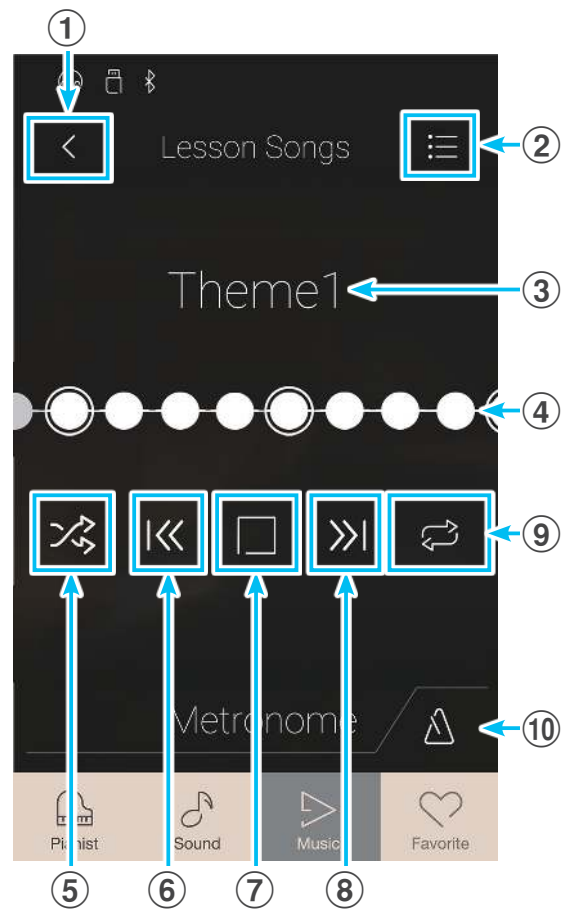 ①
Lesson Songs
②
Theme1
③
④
⑨
Metronome
⑩
Pianist
Sound
Music
Favorite
⑤
⑥
⑦
⑧